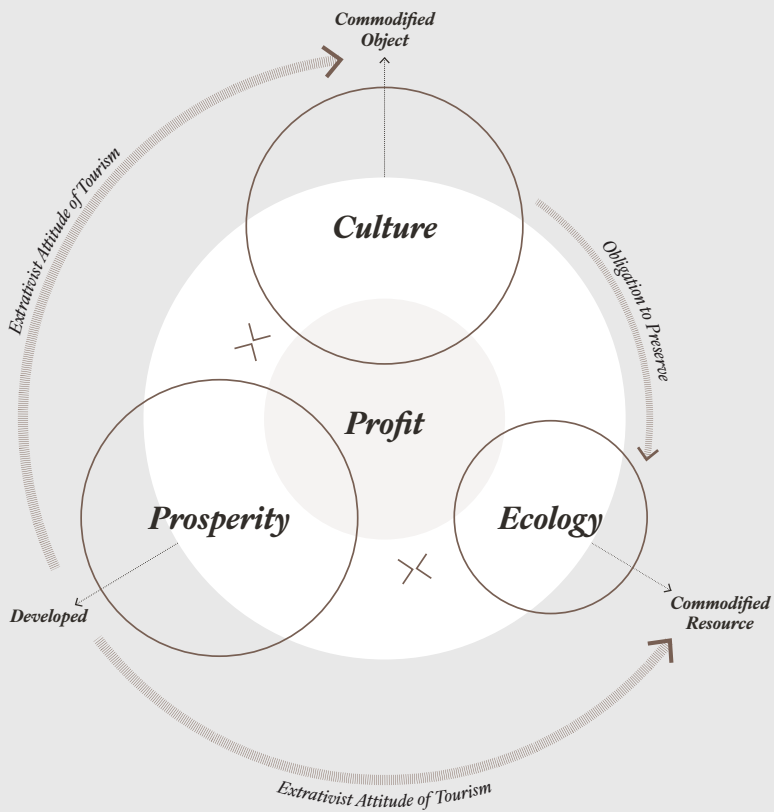 Commodified
Object
Extrativist Attitude of Tourism
Culture
Obligation to Preserve
Profit
Prosperity
Ecology
Developed
Commodified
Resource
Extrativist Attitude of Tourism